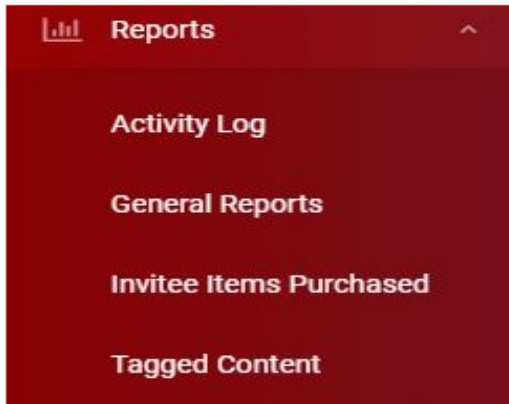 Reports
Activity Log
General Reports
Invitee Items Purchased
Tagged Content